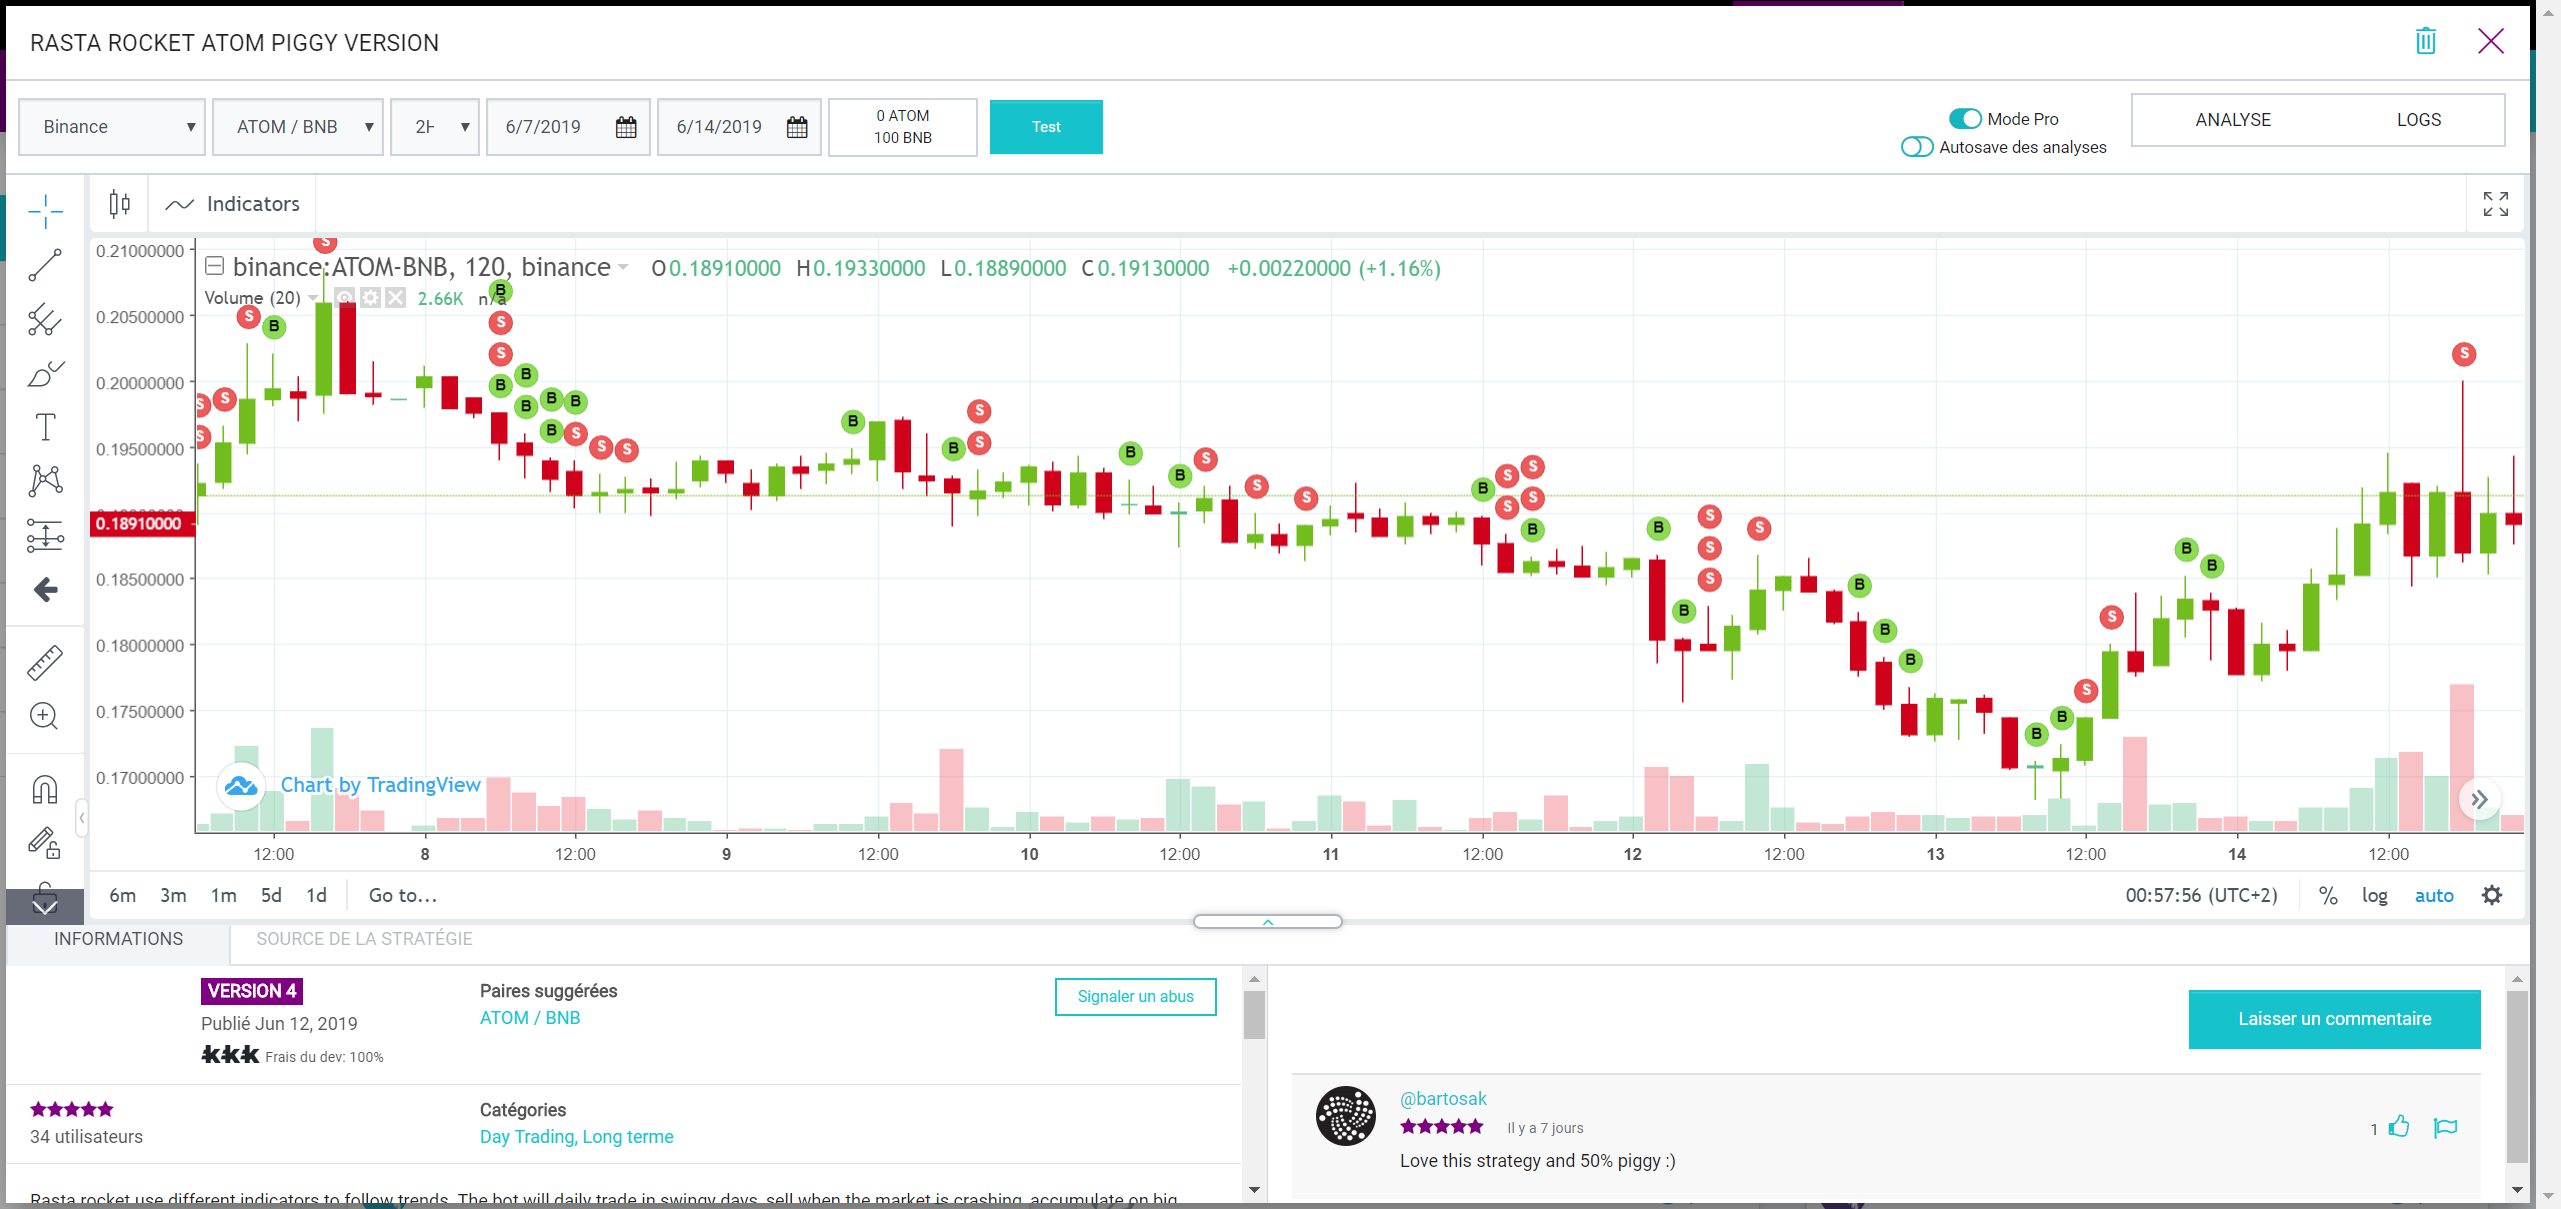 RASTA ROCKET ATOM PIGGY VERSION
Binance
ATOM / BNB
6/7/2019
6/14/2019
0 ATOM
100 BNB
Test
Mode Pro
Autosave des analyses
ANALYSE
LOGS
Indicators
binance:ATOM-BNB, 120, binance O 0.18910000 H 0.19330000 L 0.18890000 C 0.19130000 +0.00220000 (+1.16%)
Volume (20) 2.66K n/a
0.21000000
0.20500000
0.20000000
0.19500000
0.18910000
0.18500000
0.18000000
0.17500000
0.17000000
Chart by TradingView
12:00 8 12:00 9 12:00 10 12:00 11 12:00 12 12:00 13 12:00 14 12:00
6m 3m 1m 5d 1d Go to...
00:57:56 (UTC+2) % log auto
INFORMATIONS
SOURCE DE LA STRATÉGIE
VERSION 4
Publié Jun 12, 2019
Frais du dev: 100%
Paires suggérées
ATOM / BNB
Signaler un abus
34 utilisateurs
Catégories
Day Trading, Long terme
Rasta rocket use different indicators to follow trends. The bot will daily trade in swingy days, sell when the market is crashing, accumulate on big
Laisser un commentaire
@bartosak
Il y a 7 jours
1
Love this strategy and 50% piggy :)